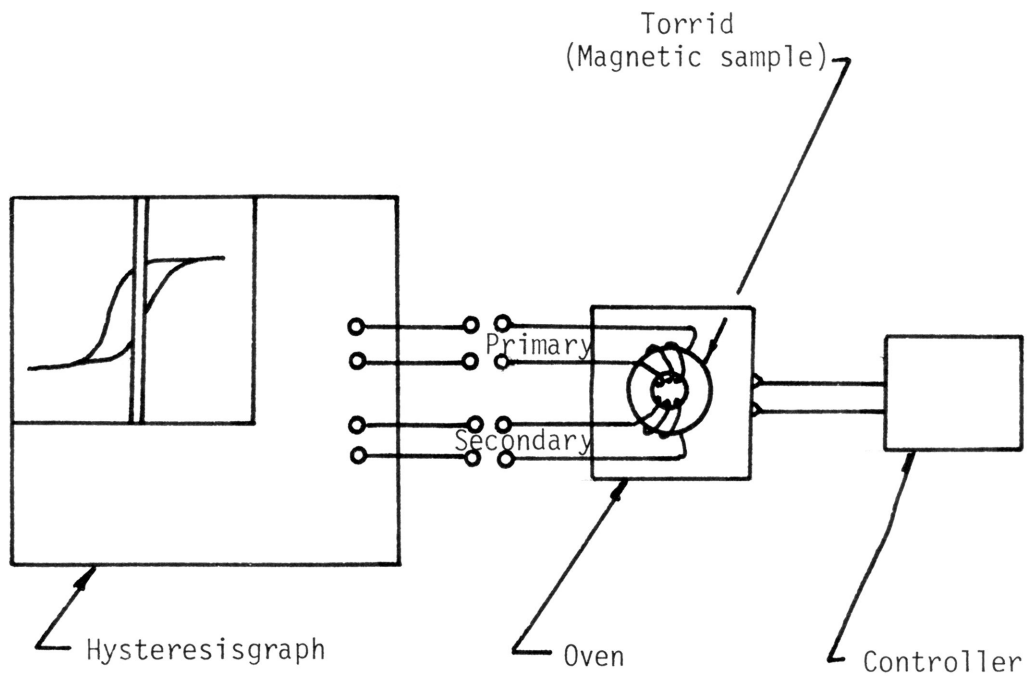 Torrid
(Magnetic sample)
Primary
Secondary
Hysteresisgraph
Oven
Controller